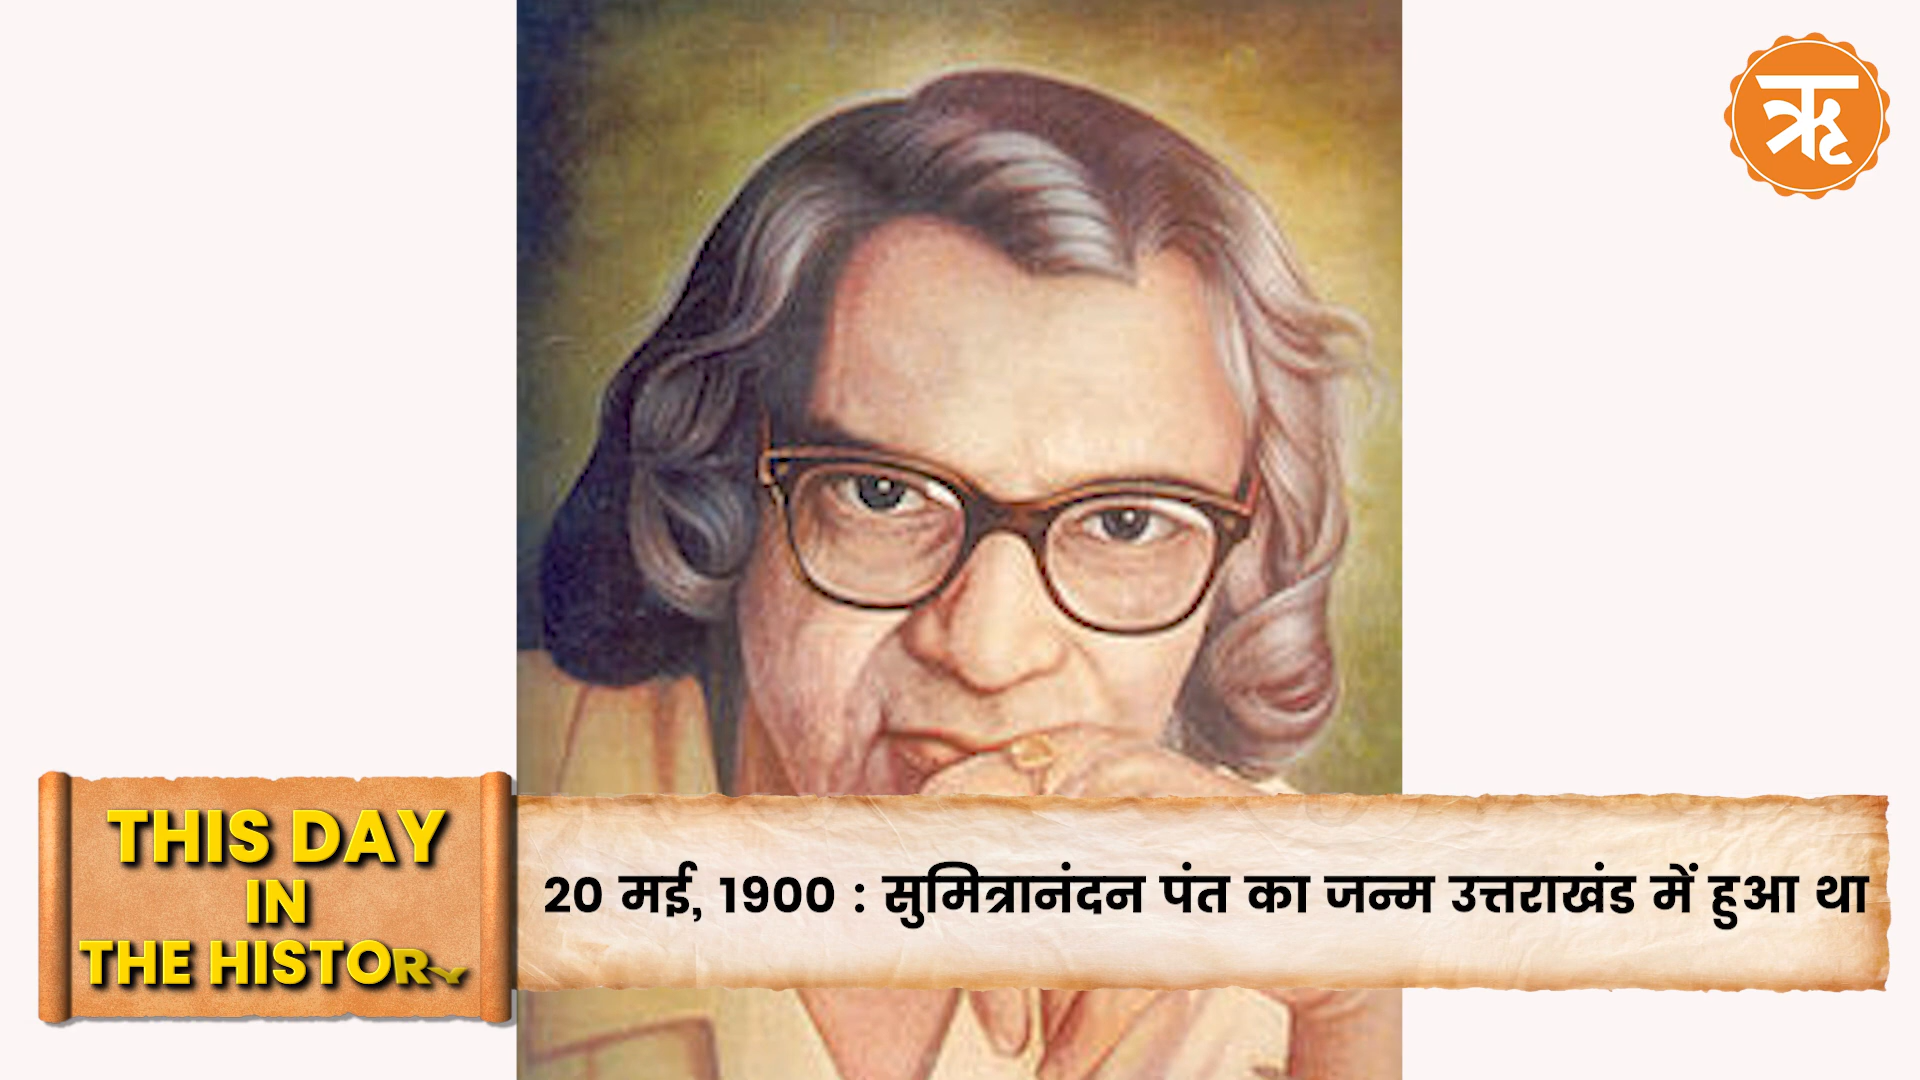 ऋ
THIS DAY
IN
THE HISTORY
20 मई, 1900 : सुमित्रानंदन पंत का जन्म उत्तराखंड में हुआ था